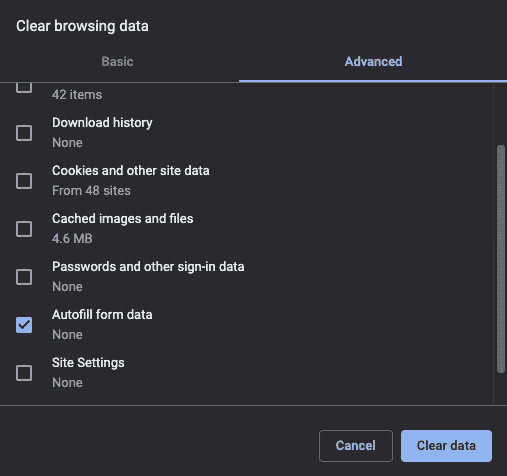 Clear browsing data
Basic
Advanced
42 items
Download history
None
Cookies and other site data
From 48 sites
Cached images and files
4.6 MB
Passwords and other sign-in data
None
Autofill form data
None
Site Settings
None
Cancel
Clear data